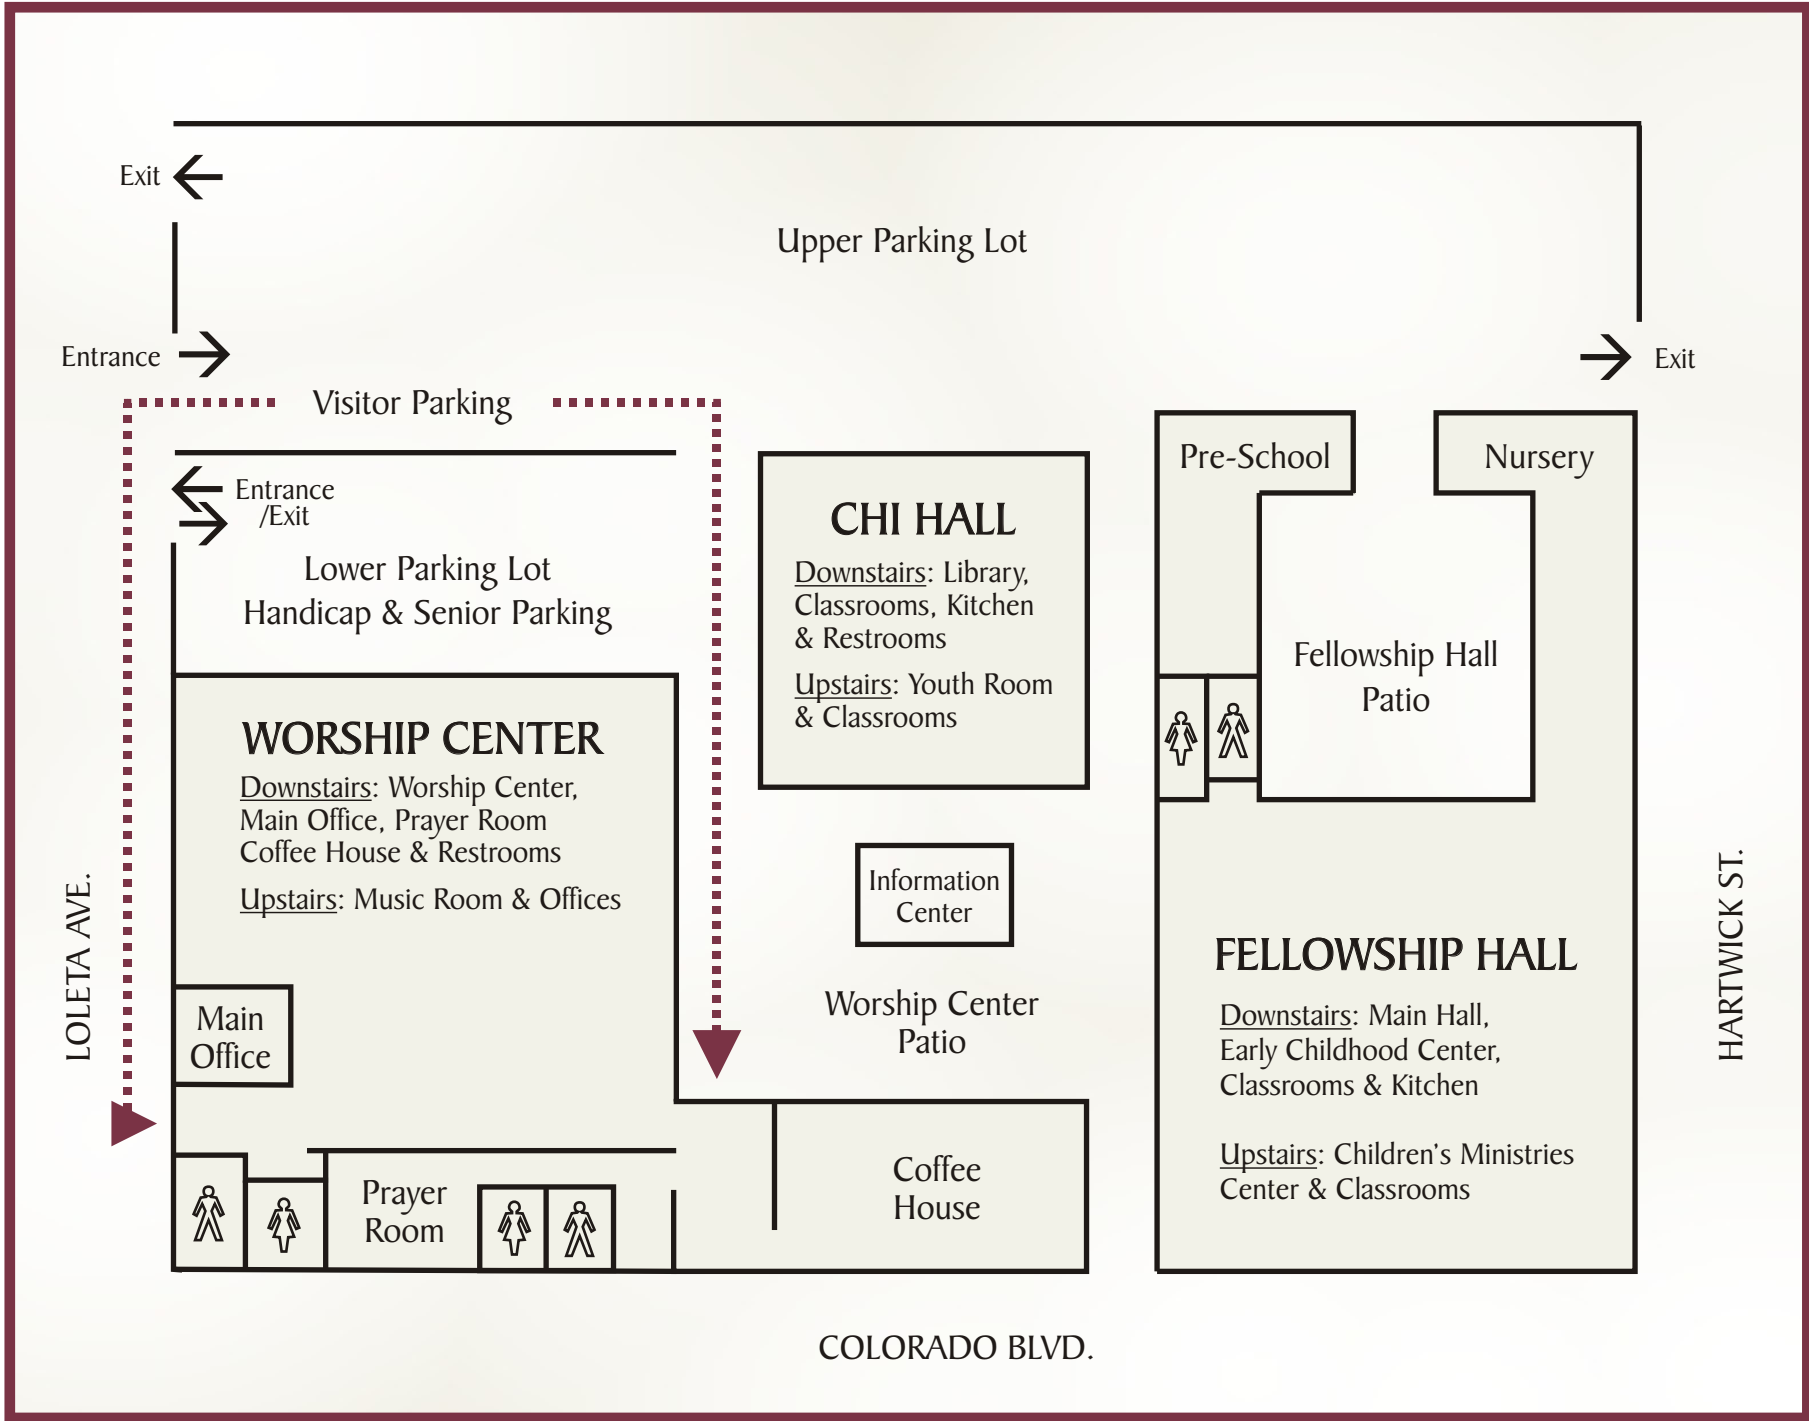 Exit
Upper Parking Lot
Entrance
Exit
Visitor Parking
Entrance
/Exit
Lower Parking Lot
Handicap & Senior Parking
WORSHIP CENTER
Downstairs: Worship Center,
Main Office, Prayer Room
Coffee House & Restrooms
Upstairs: Music Room & Offices
Main
Office
Prayer
Room
Coffee
House
CHI HALL
Downstairs: Library,
Classrooms, Kitchen
& Restrooms
Upstairs: Youth Room
& Classrooms
Information
Center
Worship Center
Patio
Pre-School
Nursery
Fellowship Hall
Patio
FELLOWSHIP HALL
Downstairs: Main Hall,
Early Childhood Center,
Classrooms & Kitchen
Upstairs: Children's Ministries
Center & Classrooms
LOLETA AVE.
HARTWICK ST.
COLORADO BLVD.